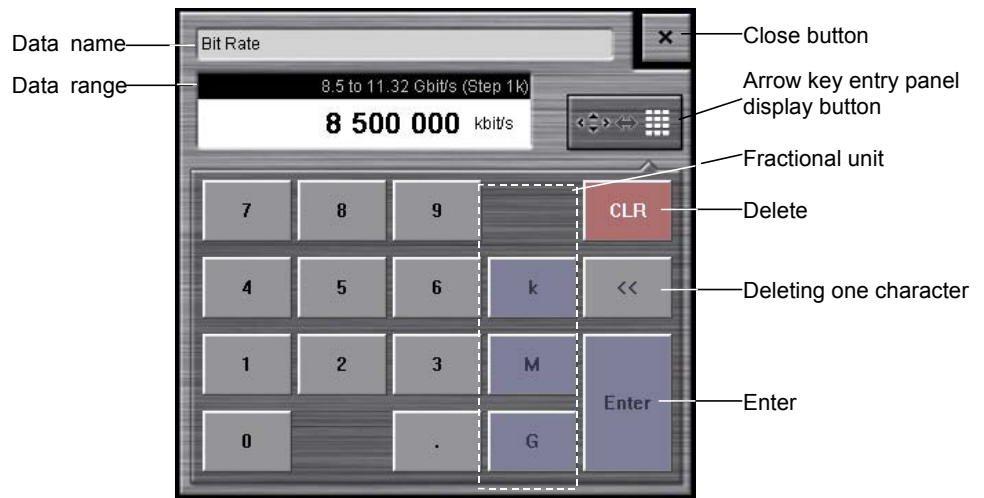 Data name
Bit Rate
×
Close button
Data range
8.5 to 11.32 Gbit/s (Step 1k)
8 500 000 kbit/s
Arrow key entry panel
display button
Fractional unit
7 8 9 CLR
Delete
4 5 6 k <<
Deleting one character
1 2 3 M
Enter
Enter
0 . G